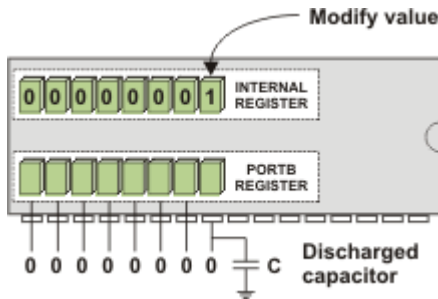 Modify value
0 0 0 0 0 0 0 1
INTERNAL
REGISTER
PORTB
REGISTER
0 0 0 0 0 0 0 0
C
Discharged
capacitor